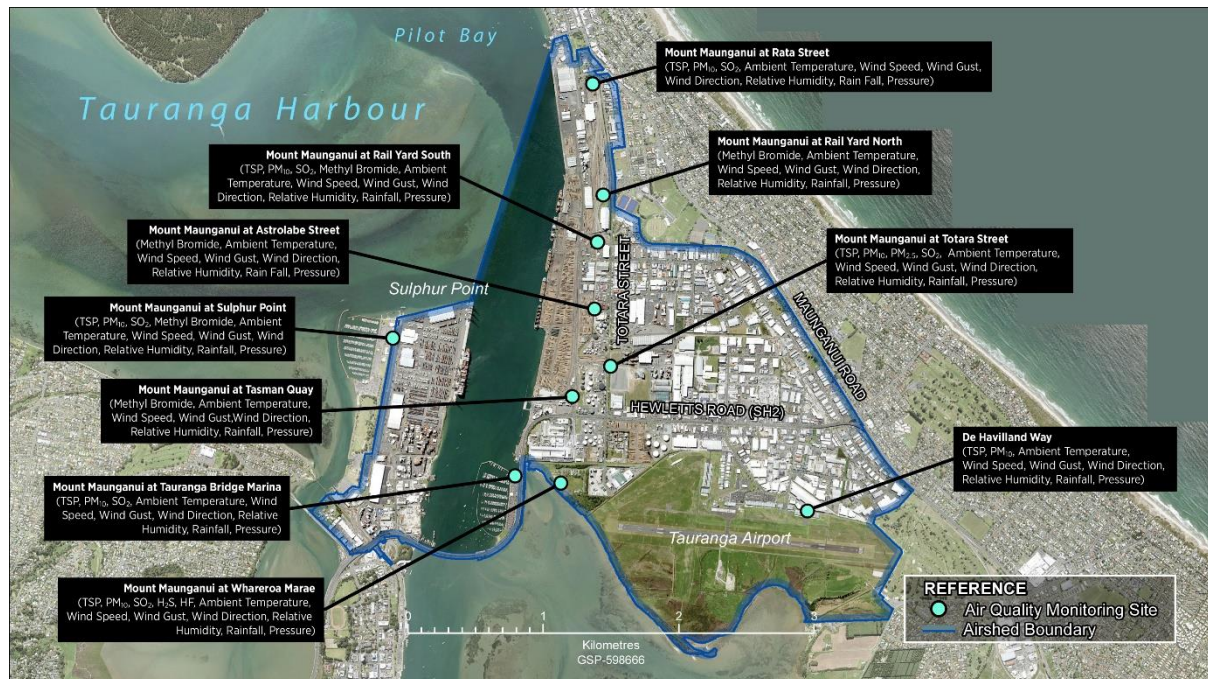 Pilot Bay
Tauranga Harbour
Mount Maunganui at Rata Street
(TSP, PM₁₀, SO₂, Ambient Temperature, Wind Speed, Wind Gust,
Wind Direction, Relative Humidity, Rain Fall, Pressure)
Mount Maunganui at Rail Yard South
(TSP, PM₁₀, SO₂, Methyl Bromide, Ambient
Temperature, Wind Speed, Wind Gust, Wind
Direction, Relative Humidity, Rainfall, Pressure)
Mount Maunganui at Rail Yard North
(Methyl Bromide, Ambient Temperature,
Wind Speed, Wind Gust, Wind Direction,
Relative Humidity, Rainfall, Pressure)
Mount Maunganui at Astrolabe Street
(Methyl Bromide, Ambient Temperature,
Wind Speed, Wind Gust, Wind Direction,
Relative Humidity, Rain Fall, Pressure)
Mount Maunganui at Totara Street
(TSP, PM₁₀, PM₂.₅, SO₂, Ambient Temperature,
Wind Speed, Wind Gust, Wind Direction,
Relative Humidity, Rainfall, Pressure)
TOTARA STREET
Sulphur Point
MAUNGANUI ROAD
Mount Maunganui at Sulphur Point
(TSP, PM₁₀, SO₂, Methyl Bromide, Ambient
Temperature, Wind Speed, Wind Gust, Wind
Direction, Relative Humidity, Rainfall, Pressure)
Mount Maunganui at Tasman Quay
(Methyl Bromide, Ambient Temperature,
Wind Speed, Wind Gust,Wind Direction,
Relative Humidity, Rainfall, Pressure)
HEWLETTS ROAD (SH2)
De Havilland Way
(TSP, PM₁₀, Ambient Temperature,
Wind Speed, Wind Gust, Wind Direction,
Relative Humidity, Rainfall, Pressure)
Mount Maunganui at Tauranga Bridge Marina
(TSP, PM₁₀, SO₂, Ambient Temperature, Wind
Speed, Wind Gust, Wind Direction, Relative
Humidity, Rainfall, Pressure)
Tauranga Airport
Mount Maunganui at Whareroa Marae
(TSP, PM₁₀, SO₂, H₂S, HF, Ambient Temperature,
Wind Speed, Wind Gust, Wind Direction, Relative
Humidity, Rainfall, Pressure)
REFERENCE
Air Quality Monitoring Site
Airshed Boundary
0 1 2 3
Kilometres
GSP-598666